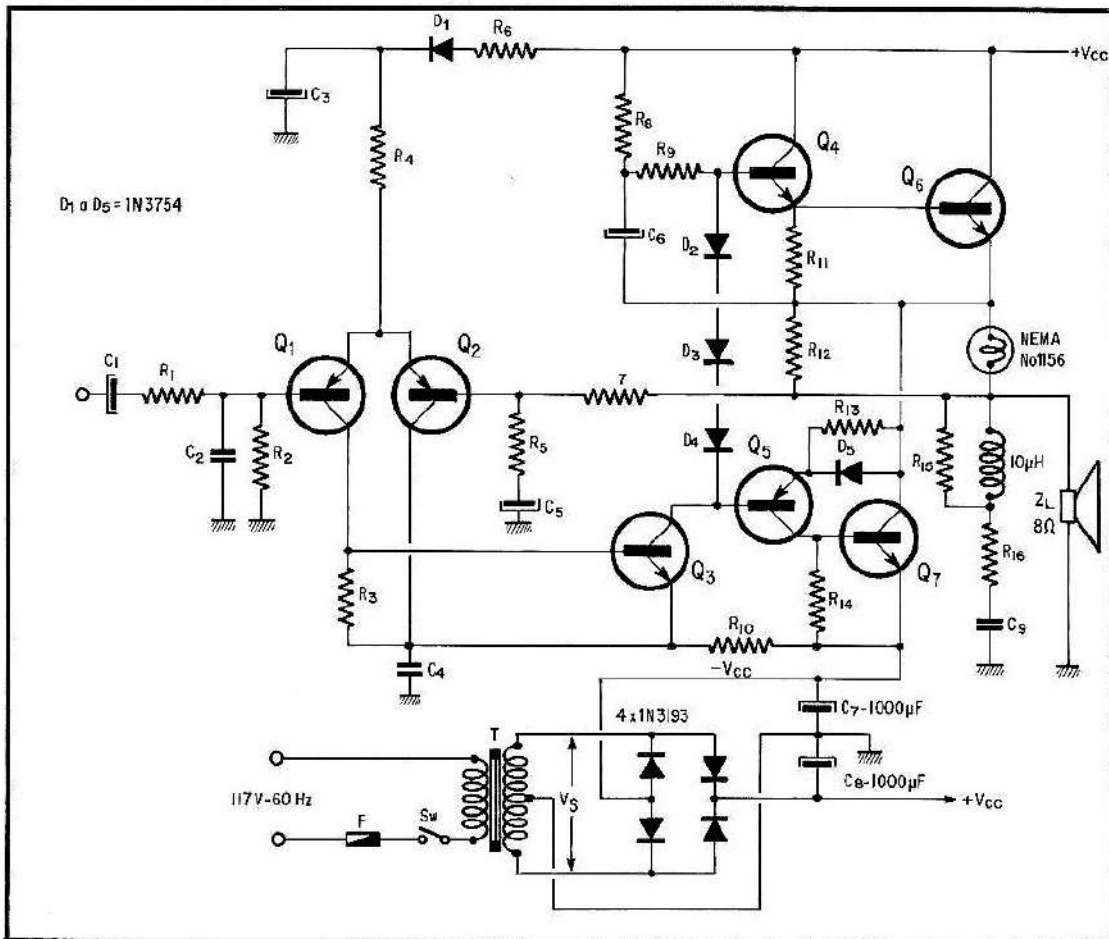 D1
R6
+Vcc
C3
R8
R4
R9
Q4
Q6
D1 a D5 = 1N3754
C6
D2
R11
Q1
Q2
D3
R12
NEMA
No1156
C1
R1
7
R13
C2
R2
R5
D4
Q5
D5
R15
10µH
C5
ZL
8Ω
Q3
Q7
R16
R3
R14
R10
C9
C4
-Vcc
C7-1000µF
4x1N3193
T
C8-1000µF
117V-60 Hz
VS
+Vcc
F
Sw